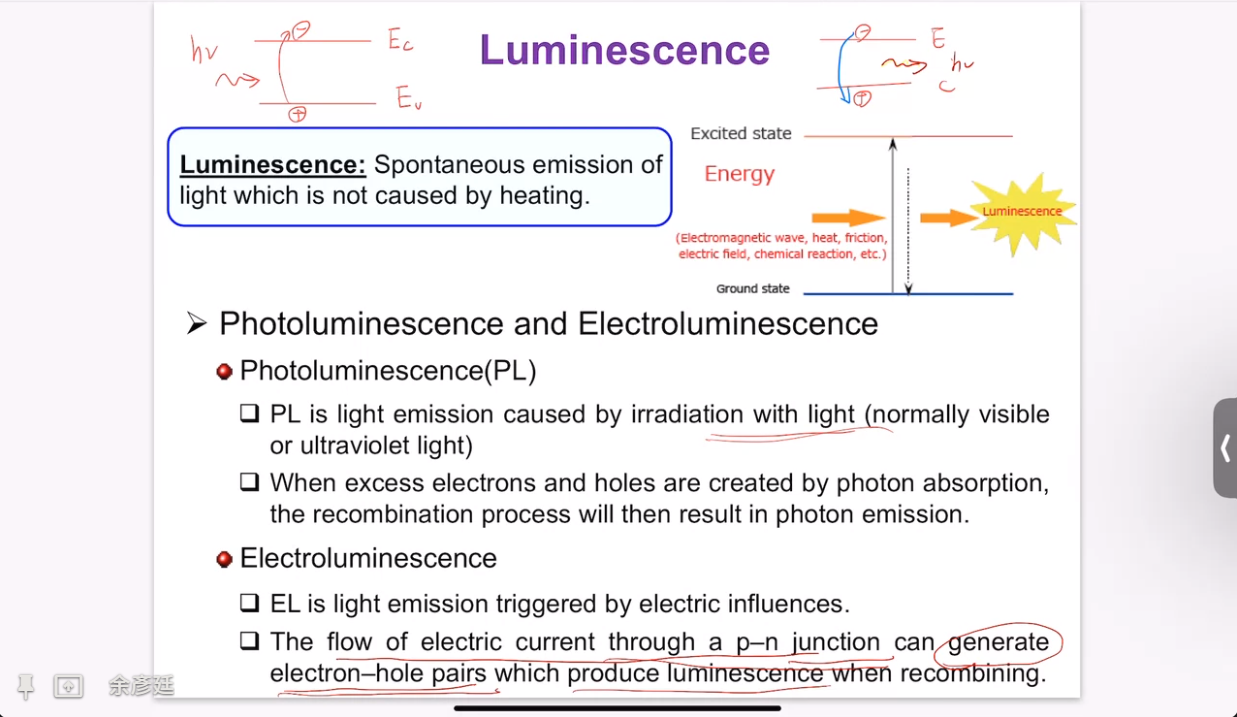 Luminescence
hν
Ec
Ev
E
hν
C
Luminescence: Spontaneous emission of
light which is not caused by heating.
Excited state
Energy
Luminescence
(Electromagnetic wave, heat, friction,
electric field, chemical reaction, etc.)
Ground state
➢ Photoluminescence and Electroluminescence
Photoluminescence(PL)
❑ PL is light emission caused by irradiation with light (normally visible
or ultraviolet light)
❑ When excess electrons and holes are created by photon absorption,
the recombination process will then result in photon emission.
Electroluminescence
❑ EL is light emission triggered by electric influences.
❑ The flow of electric current through a p–n junction can generate
electron–hole pairs which produce luminescence when recombining.
余彦廷